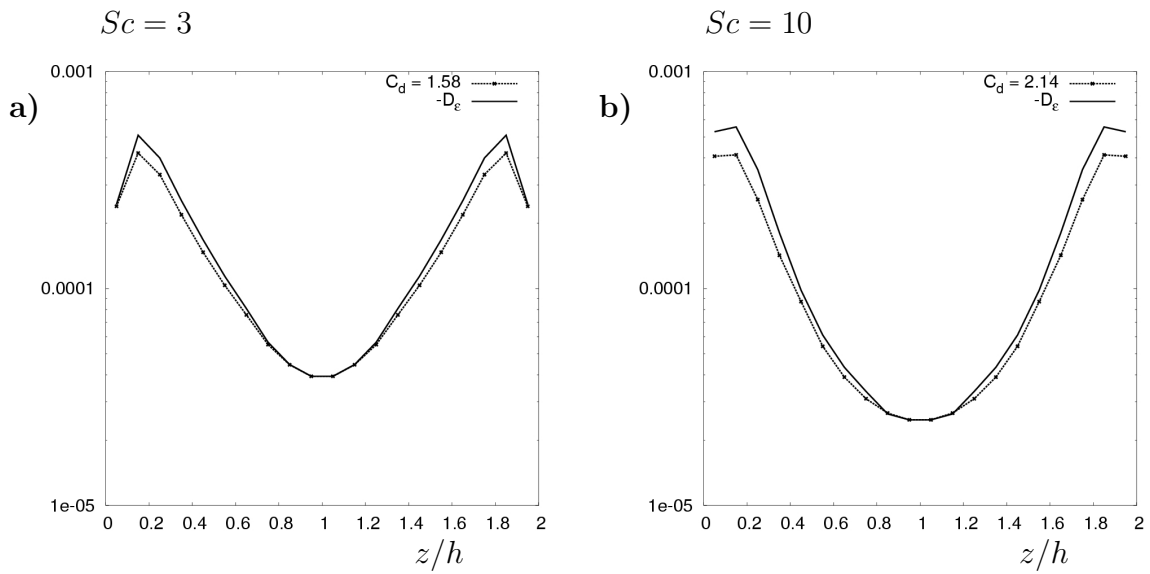 Sc = 3
a)
0.001
0.0001
1e-05
C_d = 1.58
-D_ε
0 0.2 0.4 0.6 0.8 1 1.2 1.4 1.6 1.8 2
z/h
Sc = 10
b)
0.001
0.0001
1e-05
C_d = 2.14
-D_ε
0 0.2 0.4 0.6 0.8 1 1.2 1.4 1.6 1.8 2
z/h